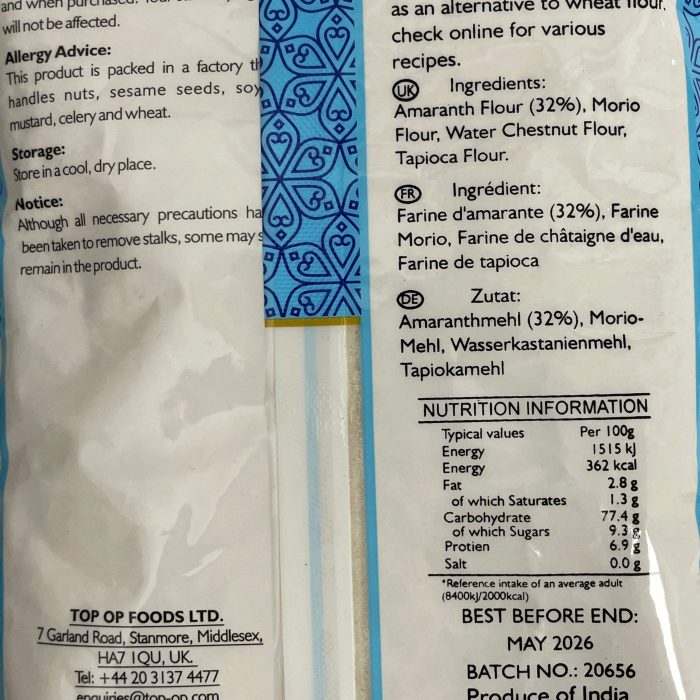 and when
will not be affected.
Allergy Advice:
This product is packed in a factory
handles nuts, sesame seeds, soy,
mustard, celery and wheat.
Storage:
Store in a cool, dry place.
Notice:
Although all necessary precautions
been taken to remove stalks, some may
remain in the product.
TOP OP FOODS LTD.
7 Garland Road, Stanmore, Middlesex,
HA7 1QU, UK.
Tel: +44 20 3137 4477
enquiries@top-op.com
as an alternative to wheat flour.
check online for various
recipes.
UK Ingredients:
Amaranth Flour (32%), Morio
Flour, Water Chestnut Flour,
Tapioca Flour.
FR Ingrédient:
Farine d'amarante (32%), Farine
Morio, Farine de châtaigne d'eau,
Farine de tapioca
DE Zutat:
Amaranthmehl (32%), Morio-
Mehl, Wasserkastanienmehl,
Tapiokamehl
NUTRITION INFORMATION
Typical values Per 100g
Energy 1515 kJ
Energy 362 kcal
Fat 2.8 g
of which Saturates 1.3 g
Carbohydrate 77.4 g
of which Sugars 9.3 g
Protien 6.9 g
Salt 0.0 g
*Reference intake of an average adult
(8400kJ/2000kcal)
BEST BEFORE END:
MAY 2026
BATCH NO.: 20656
Produce of India